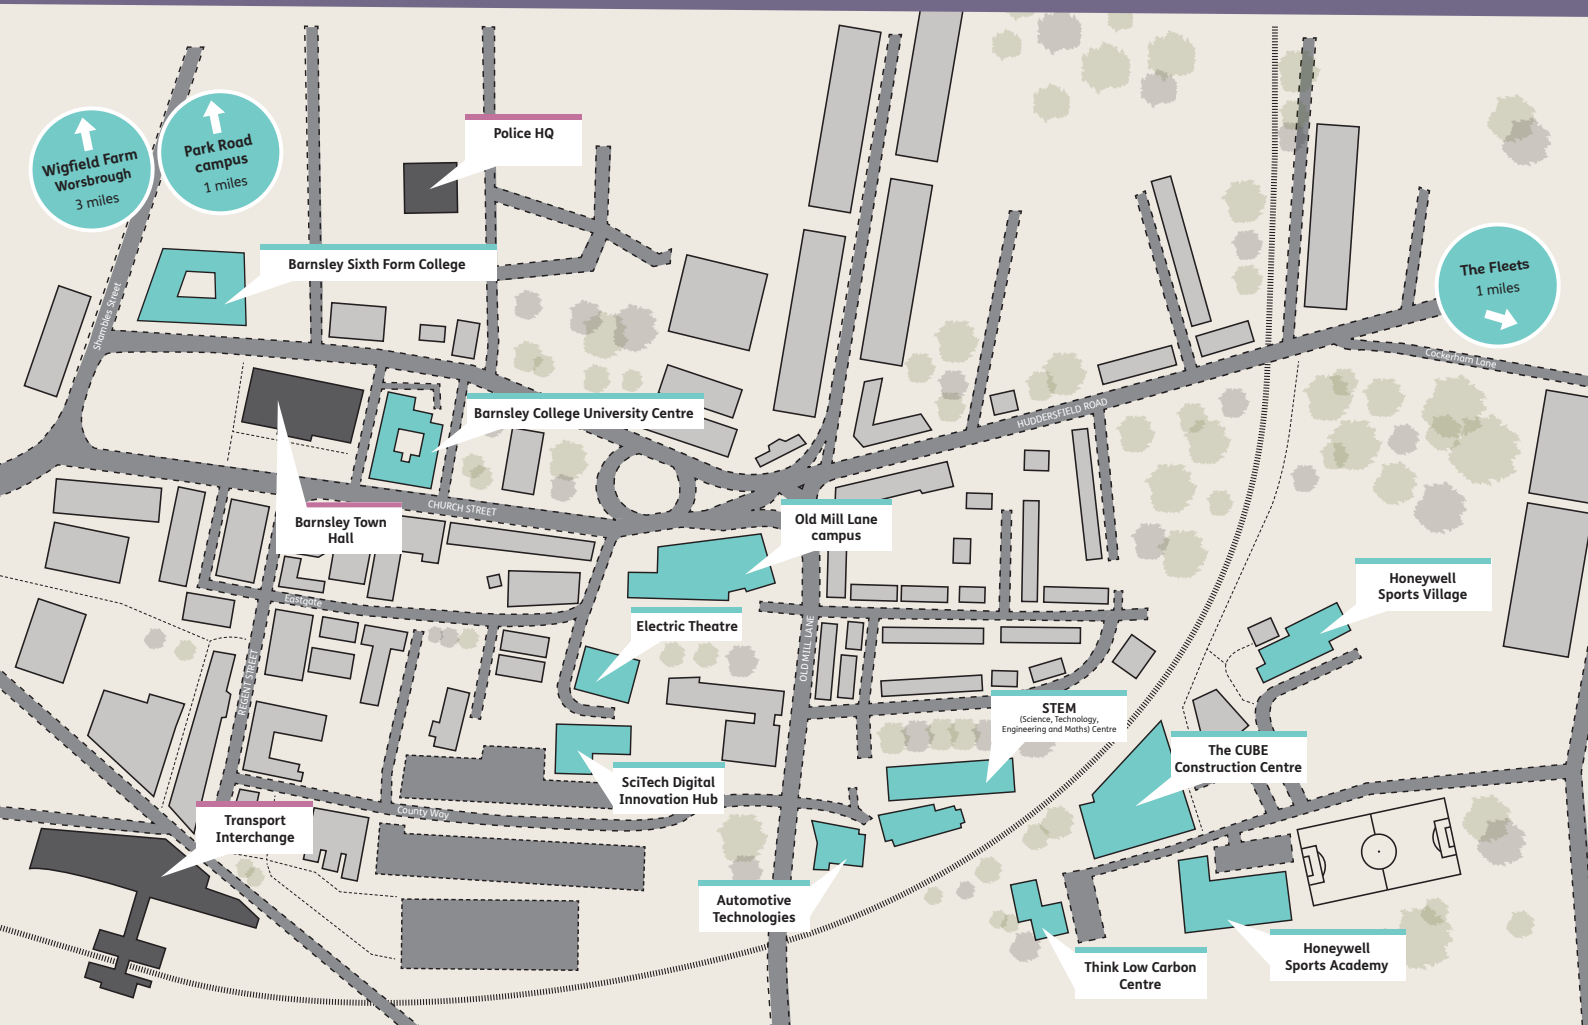 Police HQ
Wigfield Farm
Worsbrough
3 miles
Park Road
campus
1 miles
Barnsley Sixth Form College
The Fleets
1 miles
Shambles Street
Cockerham Lane
Barnsley College University Centre
HUDDERSFIELD ROAD
CHURCH STREET
Barnsley Town
Hall
Old Mill Lane
campus
Honeywell
Sports Village
Eastgate
Electric Theatre
OLD MILL LANE
REGENT STREET
STEM
(Science, Technology,
Engineering and Maths) Centre
The CUBE
Construction Centre
SciTech Digital
Innovation Hub
County Way
Transport
Interchange
Automotive
Technologies
Think Low Carbon
Centre
Honeywell
Sports Academy